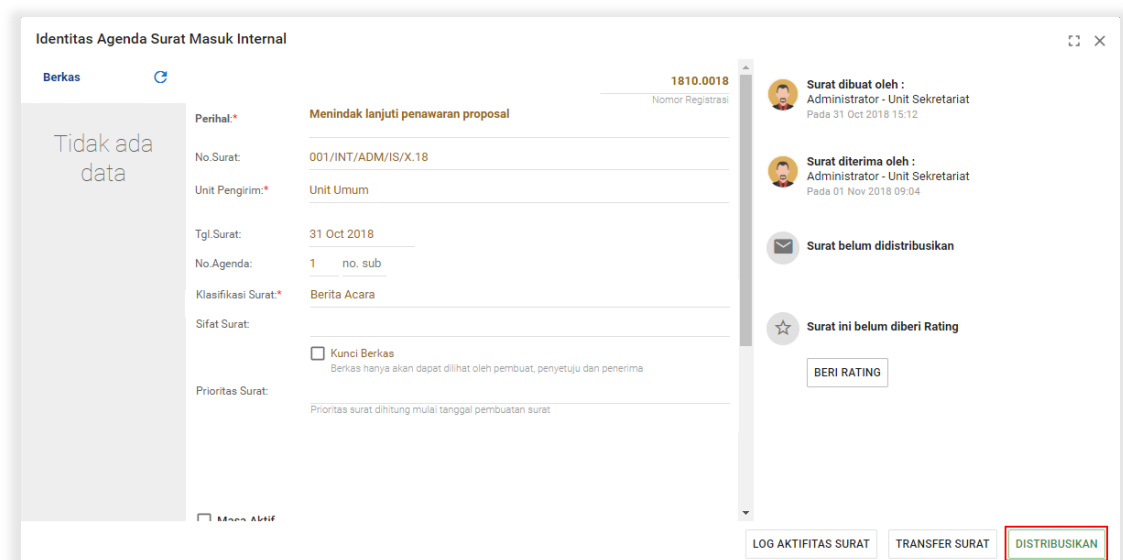 Identitas Agenda Surat Masuk Internal
Berkas
Tidak ada
data
1810.0018
Nomor Registrasi
Perihal:* Menindak lanjuti penawaran proposal
No.Surat: 001/INT/ADM/IS/X.18
Unit Pengirim:* Unit Umum
Tgl.Surat: 31 Oct 2018
No.Agenda: 1 no. sub
Klasifikasi Surat:* Berita Acara
Sifat Surat:
Kunci Berkas
Berkas hanya akan dapat dilihat oleh pembuat, penyetuju dan penerima
Prioritas Surat:
Prioritas surat dihitung mulai tanggal pembuatan surat
Masa Aktif
Surat dibuat oleh :
Administrator - Unit Sekretariat
Pada 31 Oct 2018 15:12
Surat diterima oleh :
Administrator - Unit Sekretariat
Pada 01 Nov 2018 09:04
Surat belum didistribusikan
Surat ini belum diberi Rating
BERI RATING
LOG AKTIFITAS SURAT TRANSFER SURAT DISTRIBUSIKAN